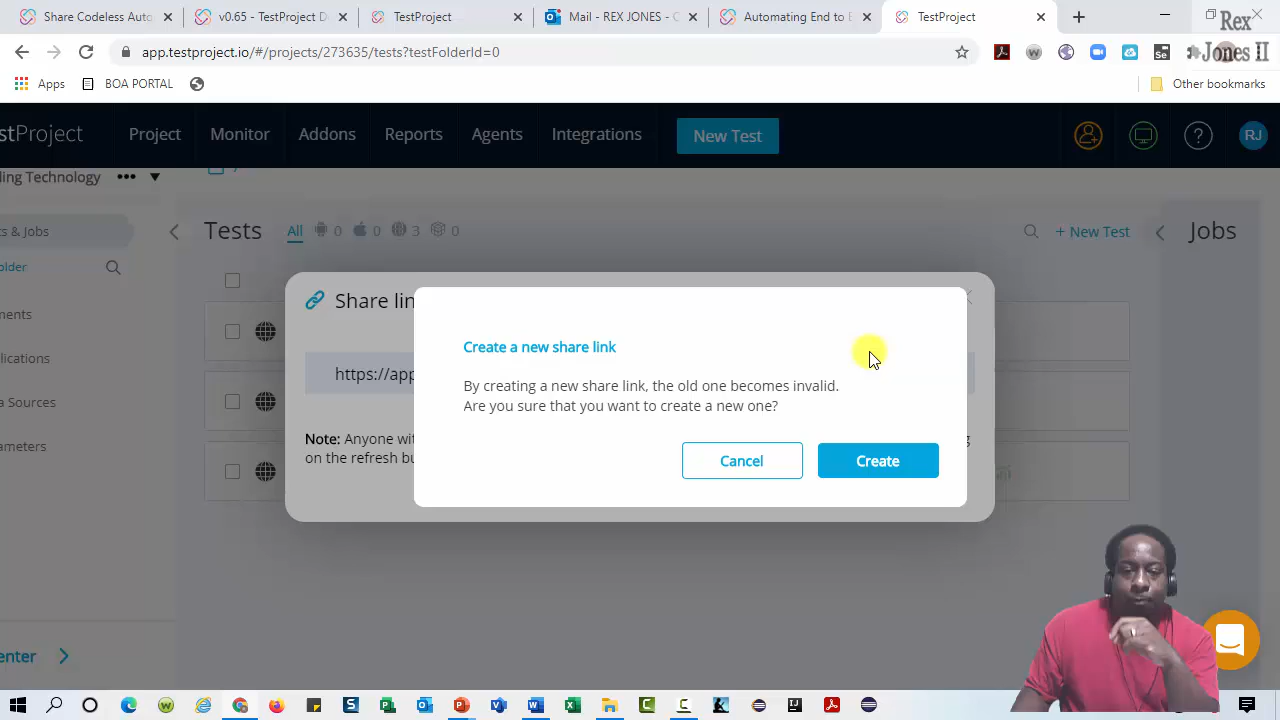 Share Codeless Auto
v0.65 - TestProject D
TestProject
Mail - REX JONES - O
Automating End to E
TestProject
app.testproject.io/#/projects/273635/tests?testFolderId=0
Rex
Jones II
Apps
BOA PORTAL
Other bookmarks
stProject
Project
Monitor
Addons
Reports
Agents
Integrations
New Test
RJ
ling Technology
Tests
All
0
0
3
0
+ New Test
Jobs
ts & Jobs
older
ments
olications
a Sources
ameters
enter
Share lin
https://app
Note: Anyone wit
on the refresh bu
Create a new share link
By creating a new share link, the old one becomes invalid.
Are you sure that you want to create a new one?
Cancel
Create